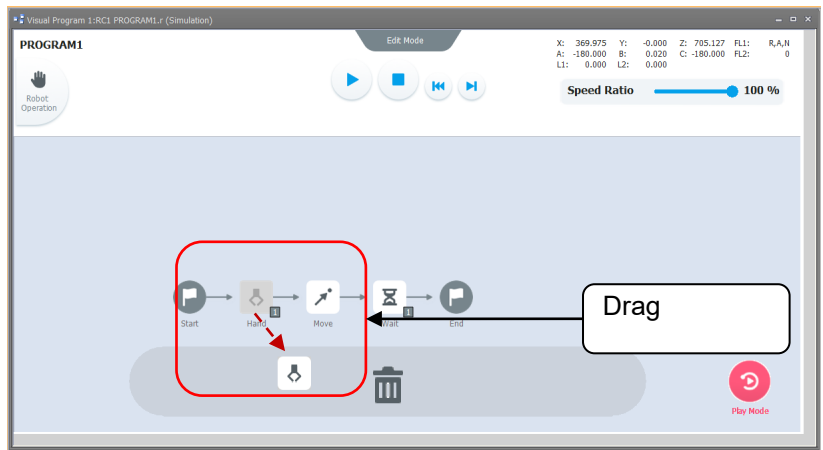 Visual Program 1:RC1 PROGRAM1.r (Simulation)
PROGRAM1
Edit Mode
X: 369.975 Y: -0.000 Z: 705.127 FL1: R,A,N
A: -180.000 B: 0.020 C: -180.000 FL2: 0
L1: 0.000 L2: 0.000
Robot
Operation
Speed Ratio 100 %
1 1
Start Hand Move Wait End
Drag
Play Mode